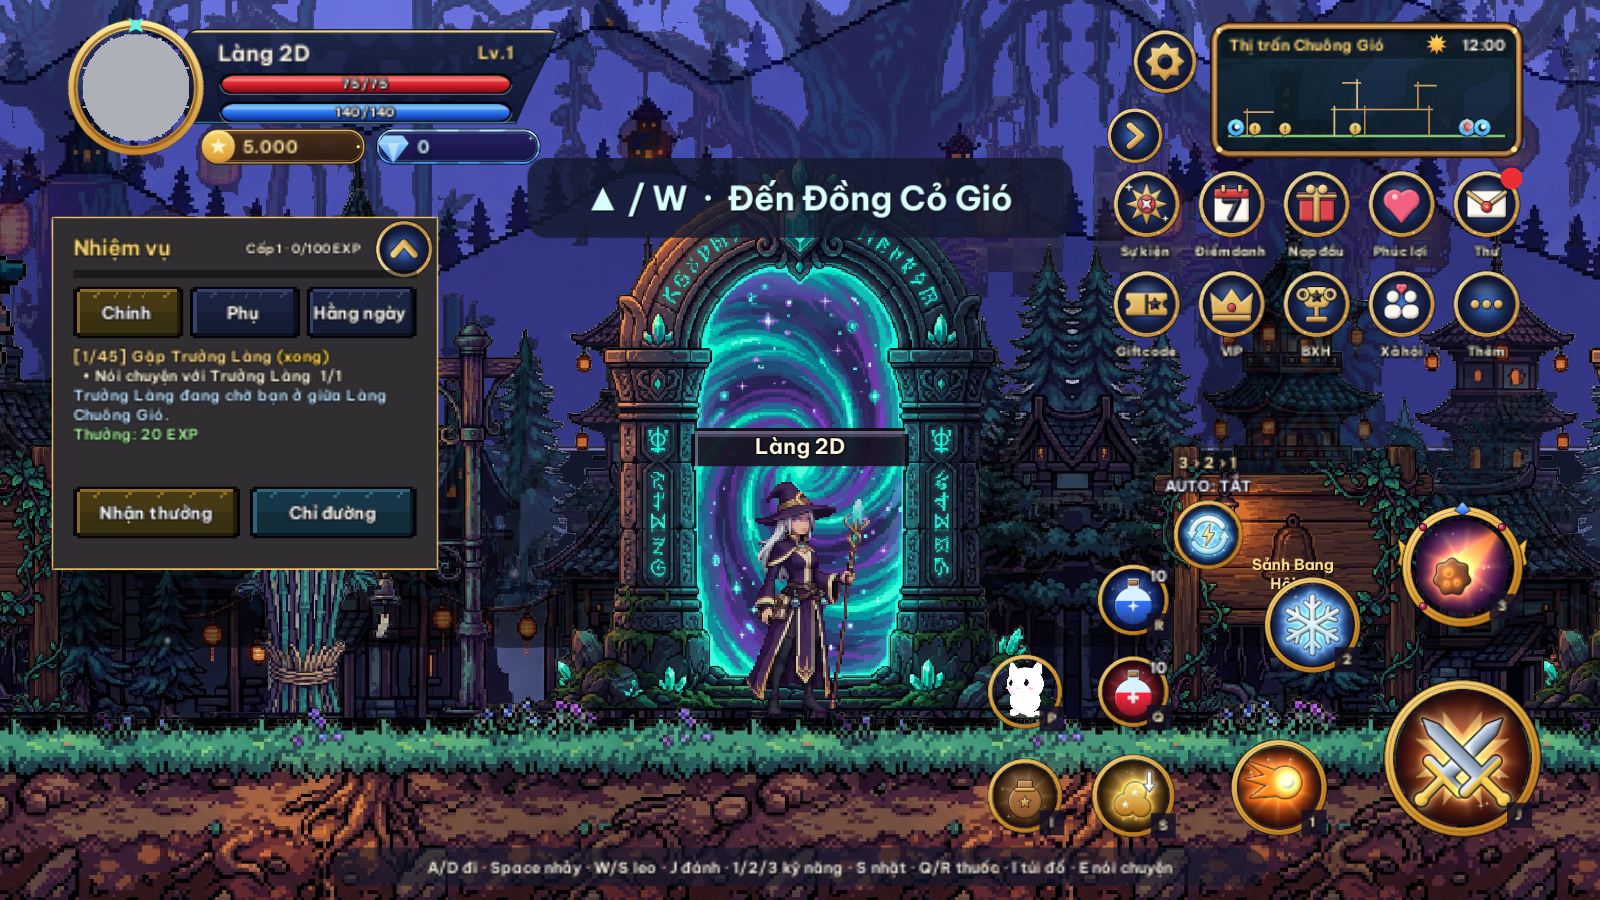 Làng 2D
Lv.1
75/75
140/140
5.000
0
Thị trấn Chuông Gió
12:00
▲ / W · Đến Đồng Cỏ Gió
7
Sự kiện
Điểm danh
Nạp đầu
Phúc lợi
Thư
Giftcode
VIP
BXH
Xã hội
Thêm
Nhiệm vụ
Cấp 1 - 0/100 EXP
Chính
Phụ
Hằng ngày
[1/45] Gặp Trưởng Làng (xong)
• Nói chuyện với Trưởng Làng 1/1
Trưởng Làng đang chờ bạn ở giữa Làng
Chuông Gió.
Thưởng: 20 EXP
Nhận thưởng
Chỉ đường
Làng 2D
3 › 2 › 1
AUTO: TẮT
Sảnh Bang
10
R
3
2
10
Q
P
I
S
1
J
A/D đi - Space nhảy - W/S leo - J đánh - 1/2/3 kỹ năng - S nhặt - Q/R thuốc - I túi đồ - E nói chuyện